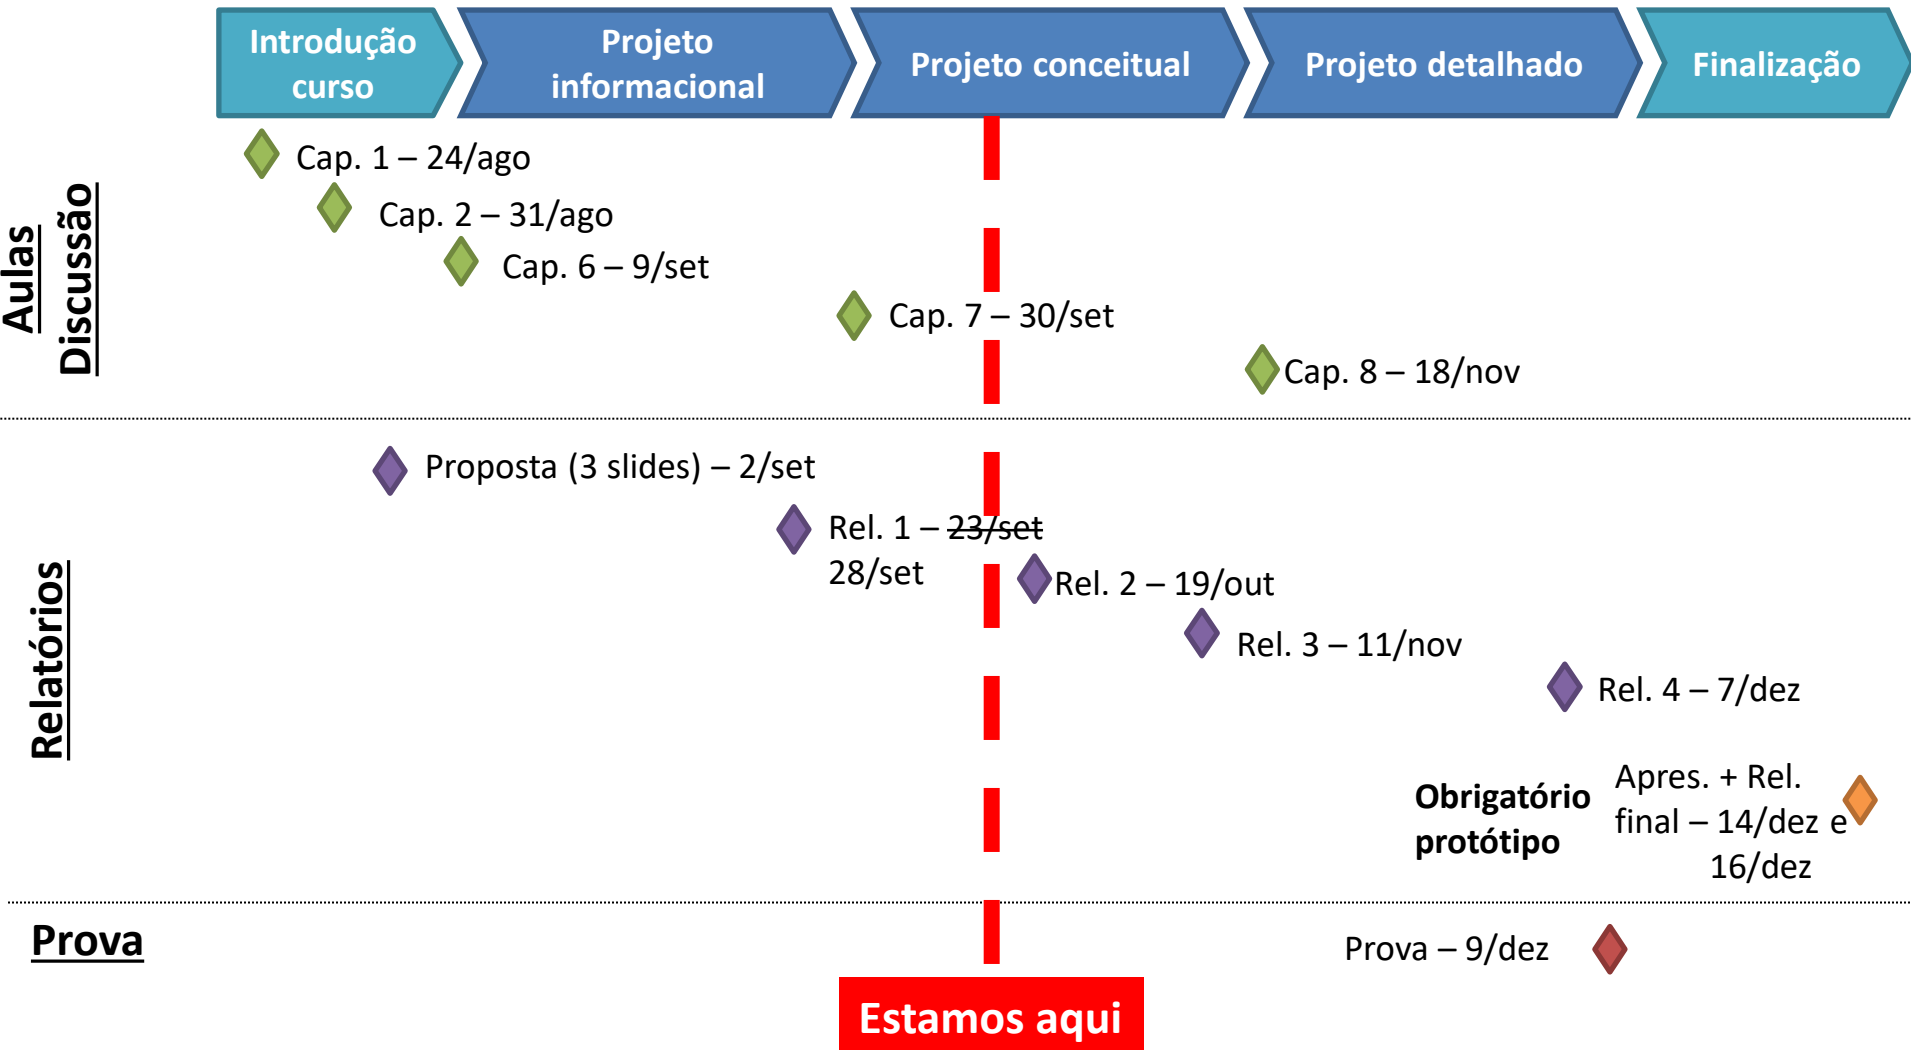 Introdução
curso
Projeto
informacional
Projeto conceitual
Projeto detalhado
Finalização
Aulas
Discussão
Cap. 1 – 24/ago
Cap. 2 – 31/ago
Cap. 6 – 9/set
Cap. 7 – 30/set
Cap. 8 – 18/nov
Relatórios
Proposta (3 slides) – 2/set
Rel. 1 – 23/set
28/set
Rel. 2 – 19/out
Rel. 3 – 11/nov
Rel. 4 – 7/dez
Obrigatório
protótipo
Apres. + Rel.
final – 14/dez e
16/dez
Prova
Prova – 9/dez
Estamos aqui